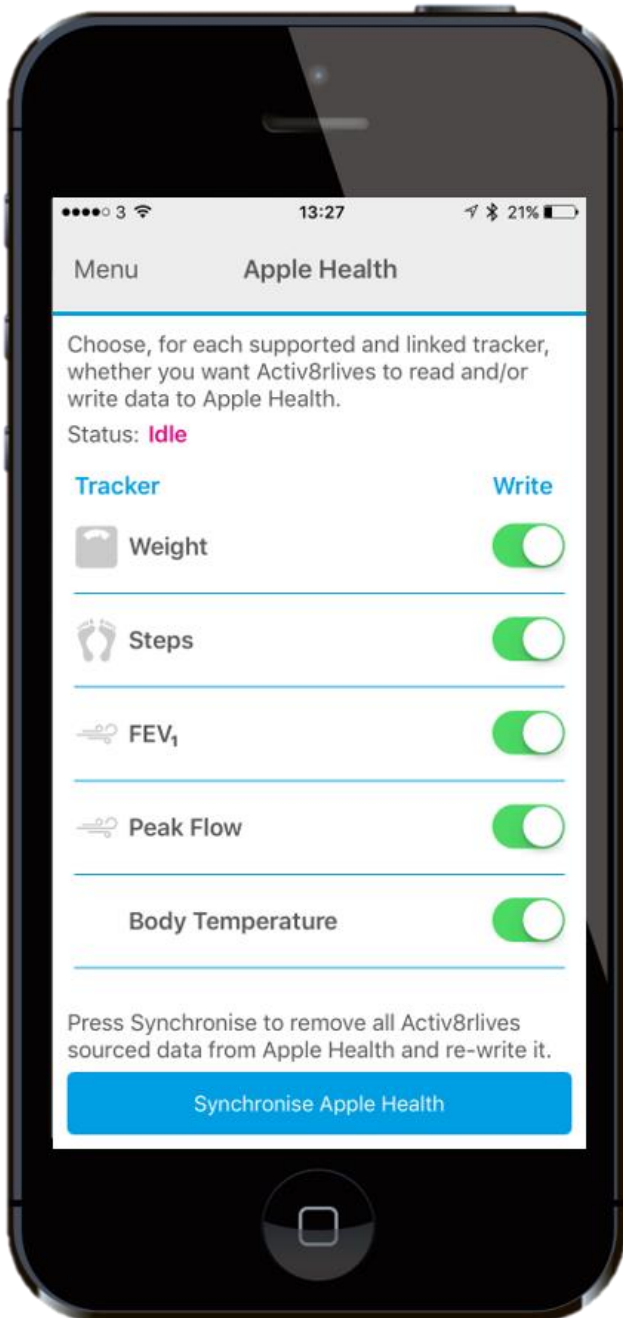 3 13:27 21%
Menu Apple Health
Choose, for each supported and linked tracker,
whether you want Activ8rlives to read and/or
write data to Apple Health.
Status: Idle
Tracker Write
Weight
Steps
FEV₁
Peak Flow
Body Temperature
Press Synchronise to remove all Activ8rlives
sourced data from Apple Health and re-write it.
Synchronise Apple Health